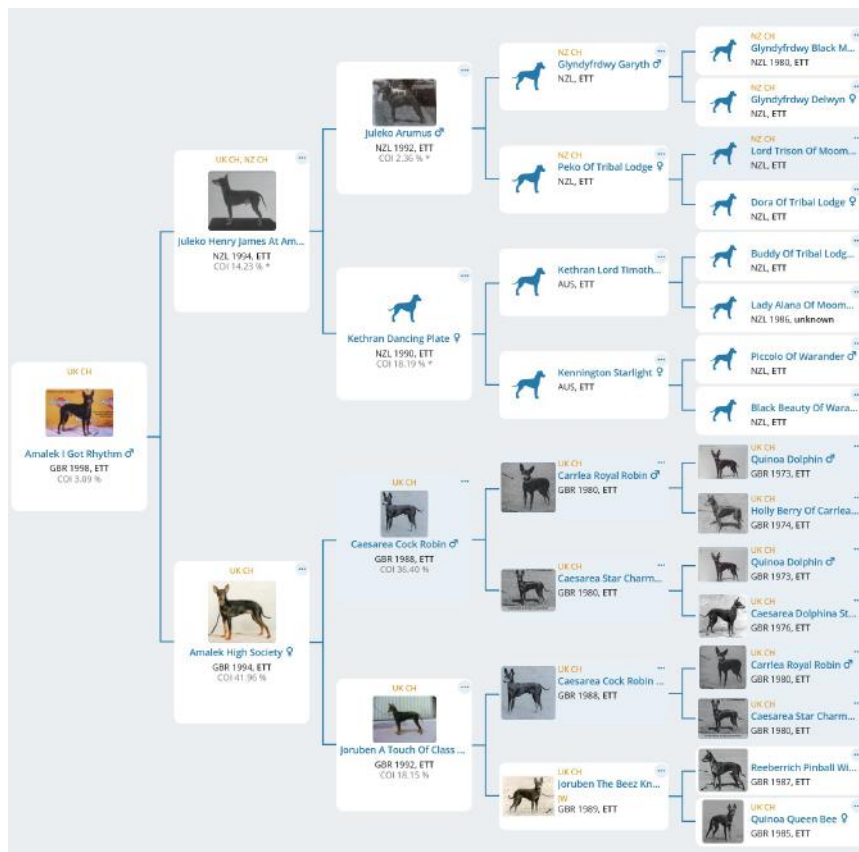 UK CH
Amalek I Got Rhythm ♂
GBR 1998, ETT
COI 3.89 %
UK CH, NZ CH
Juleko Henry James At Am...
NZL 1994, ETT
COI 14.23 % *
UK CH
Amalek High Society ♀
GBR 1994, ETT
COI 41.96 %
Juleko Arumus ♂
NZL 1992, ETT
COI 2.36 % *
Kethran Dancing Plate ♀
NZL 1990, ETT
COI 18.19 % *
UK CH
Caesarea Cock Robin ♂
GBR 1988, ETT
COI 36.40 %
UK CH
Joruben A Touch Of Class ...
GBR 1992, ETT
COI 18.15 %
NZ CH
Glyndyfrdwy Garyth ♂
NZL, ETT
NZ CH
Peko Of Tribal Lodge ♀
NZL, ETT
Kethran Lord Timoth...
AUS, ETT
Kennington Starlight ♀
AUS, ETT
UK CH
Carrlea Royal Robin ♂
GBR 1980, ETT
UK CH
Caesarea Star Charm...
GBR 1980, ETT
UK CH
Caesarea Cock Robin ...
GBR 1988, ETT
UK CH
Joruben The Beez Kn...
JW
GBR 1989, ETT
NZ CH
Glyndyfrdwy Black M...
NZL 1980, ETT
NZ CH
Glyndyfrdwy Delwyn ♀
NZL, ETT
NZ CH
Lord Trison Of Moom...
NZL, ETT
Dora Of Tribal Lodge ♀
NZL, ETT
Buddy Of Tribal Lodg...
NZL, ETT
Lady Alana Of Moom...
NZL 1986, unknown
Piccolo Of Warander ♂
NZL, ETT
Black Beauty Of Wara...
NZL, ETT
UK CH
Quinoa Dolphin ♂
GBR 1973, ETT
UK CH
Holly Berry Of Carrlea...
GBR 1974, ETT
UK CH
Quinoa Dolphin ♂
GBR 1973, ETT
UK CH
Caesarea Dolphina St...
GBR 1976, ETT
UK CH
Carrlea Royal Robin ♂
GBR 1980, ETT
UK CH
Caesarea Star Charm...
GBR 1980, ETT
Reeberrich Pinball Wi...
GBR 1987, ETT
UK CH
Quinoa Queen Bee ♀
GBR 1985, ETT